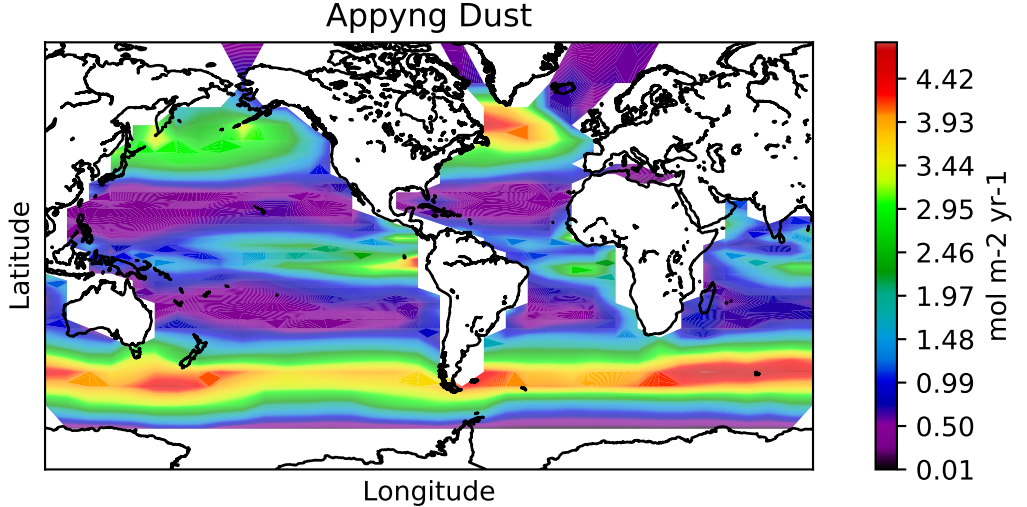 Appyng Dust
Latitude
Longitude
4.42
3.93
3.44
2.95
2.46
1.97
1.48
0.99
0.50
0.01
mol m-2 yr-1